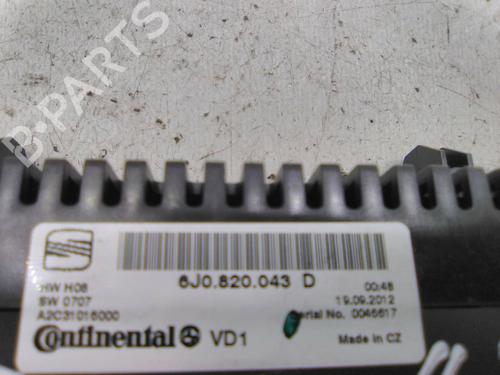 B-PARTS
6J0.820.043 D
HW H08
00:48
SW 0707
19.09.2012
A2C31016000
Serial No. 0046617
Continental VD1
Made in CZ